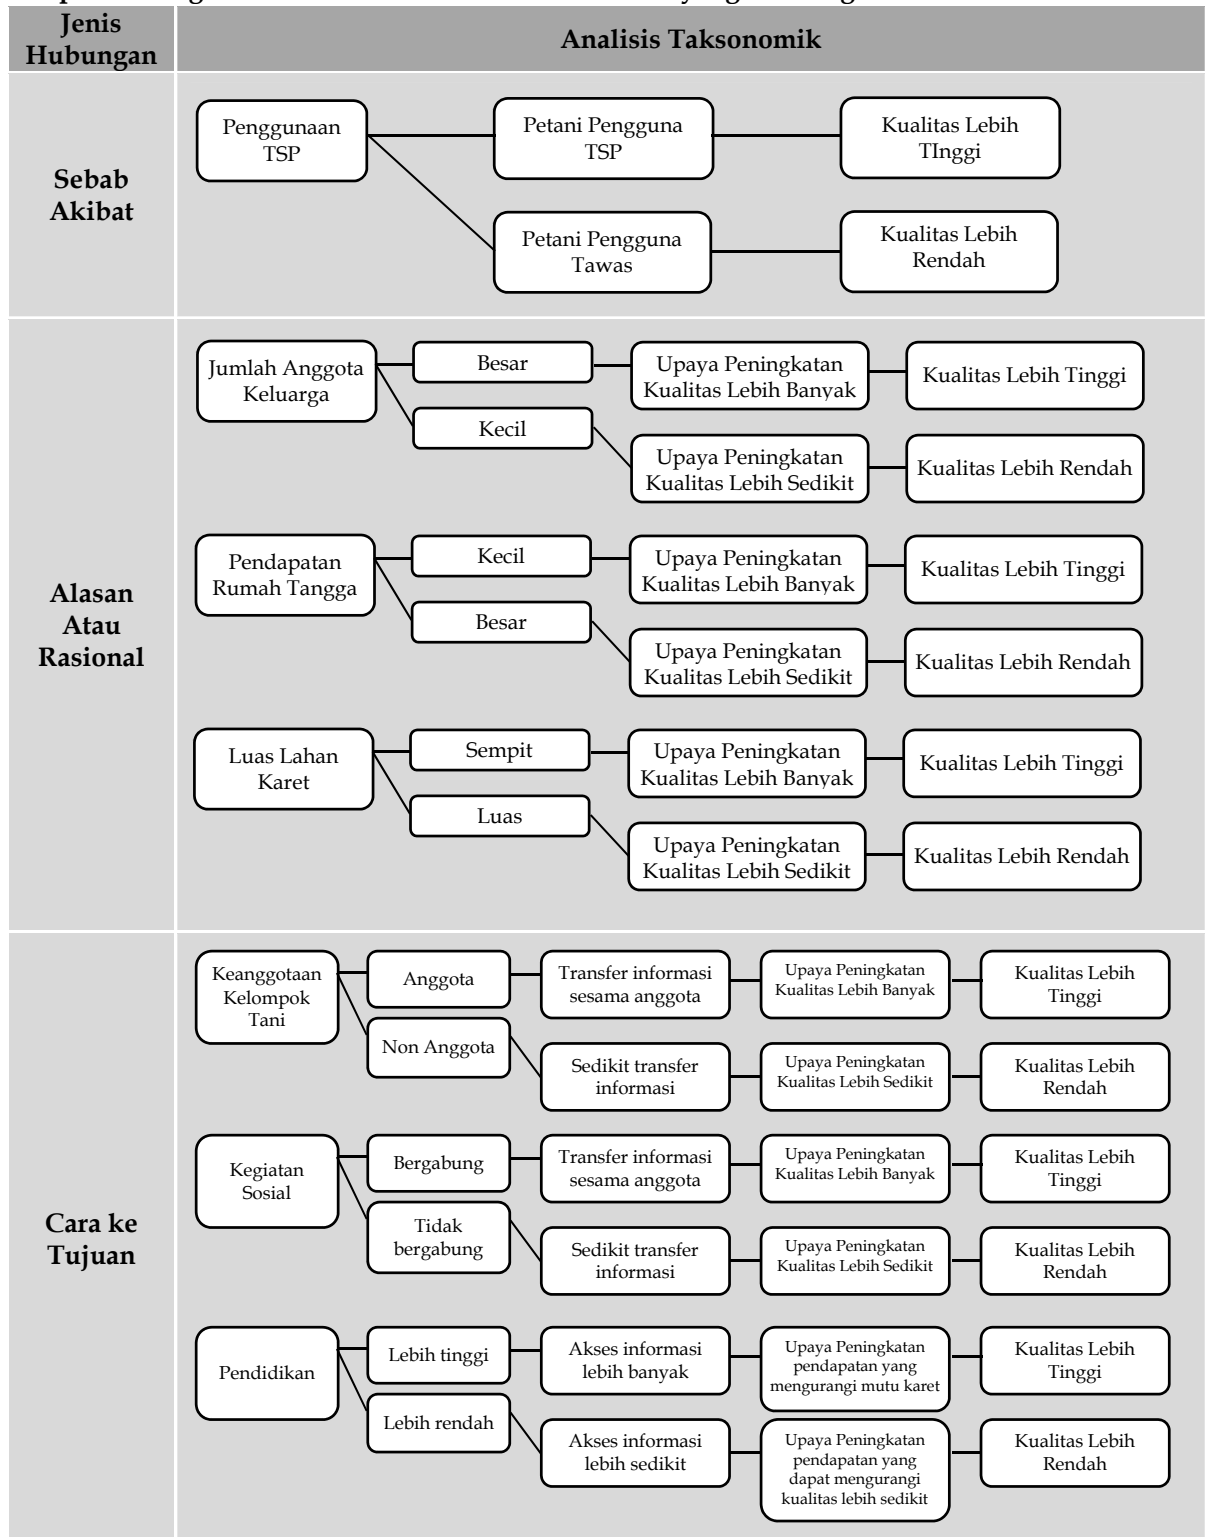 Jenis
Hubungan
Analisis Taksonomik
Sebab
Akibat
Penggunaan
TSP
Petani Pengguna
TSP
Kualitas Lebih
TInggi
Petani Pengguna
Tawas
Kualitas Lebih
Rendah
Alasan
Atau
Rasional
Jumlah Anggota
Keluarga
Besar
Upaya Peningkatan
Kualitas Lebih Banyak
Kualitas Lebih Tinggi
Kecil
Upaya Peningkatan
Kualitas Lebih Sedikit
Kualitas Lebih Rendah
Pendapatan
Rumah Tangga
Kecil
Upaya Peningkatan
Kualitas Lebih Banyak
Kualitas Lebih Tinggi
Besar
Upaya Peningkatan
Kualitas Lebih Sedikit
Kualitas Lebih Rendah
Luas Lahan
Karet
Sempit
Upaya Peningkatan
Kualitas Lebih Banyak
Kualitas Lebih Tinggi
Luas
Upaya Peningkatan
Kualitas Lebih Sedikit
Kualitas Lebih Rendah
Cara ke
Tujuan
Keanggotaan
Kelompok
Tani
Anggota
Transfer informasi
sesama anggota
Upaya Peningkatan
Kualitas Lebih Banyak
Kualitas Lebih
Tinggi
Non Anggota
Sedikit transfer
informasi
Upaya Peningkatan
Kualitas Lebih Sedikit
Kualitas Lebih
Rendah
Kegiatan
Sosial
Bergabung
Transfer informasi
sesama anggota
Upaya Peningkatan
Kualitas Lebih Banyak
Kualitas Lebih
Tinggi
Tidak
bergabung
Sedikit transfer
informasi
Upaya Peningkatan
Kualitas Lebih Sedikit
Kualitas Lebih
Rendah
Pendidikan
Lebih tinggi
Akses informasi
lebih banyak
Upaya Peningkatan
pendapatan yang
mengurangi mutu karet
Kualitas Lebih
Tinggi
Lebih rendah
Akses informasi
lebih sedikit
Upaya Peningkatan
pendapatan yang
dapat mengurangi
kualitas lebih sedikit
Kualitas Lebih
Rendah